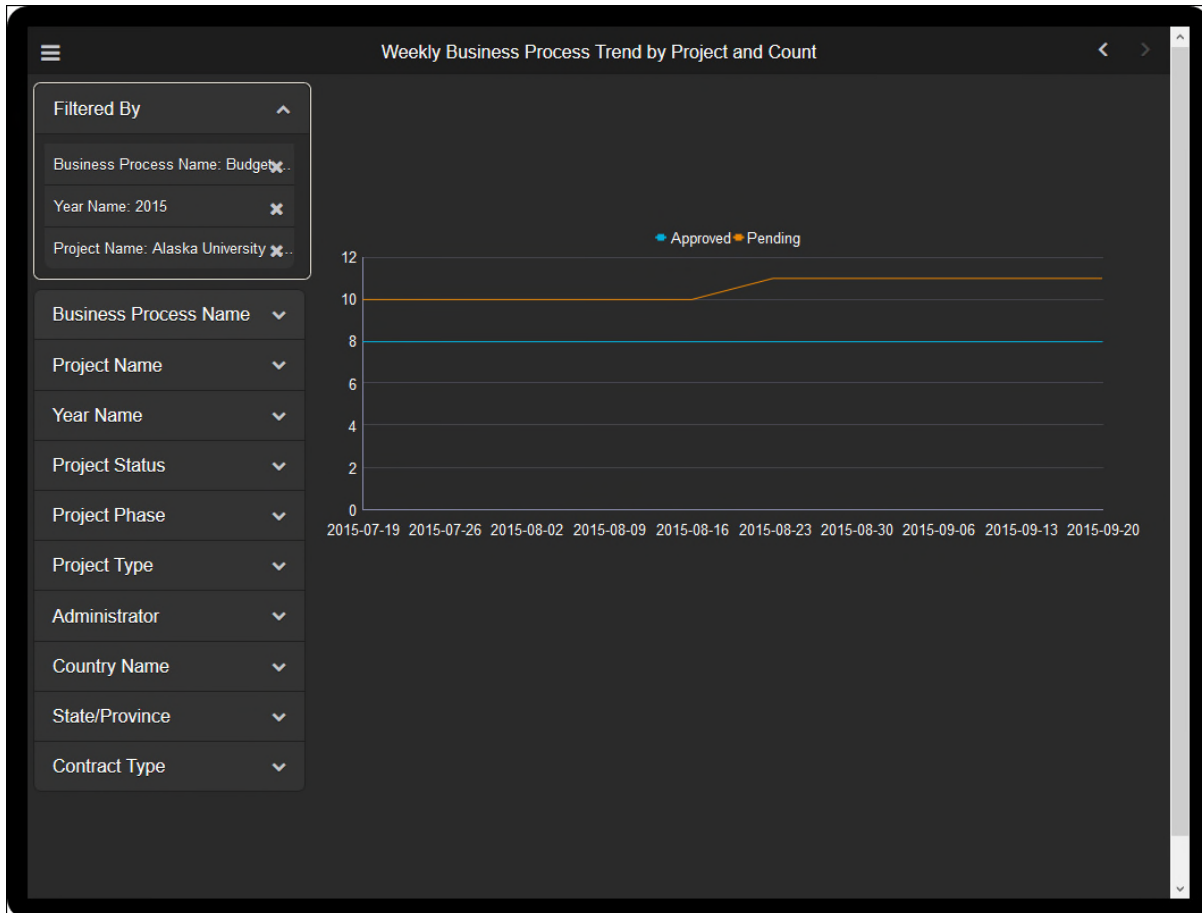 Weekly Business Process Trend by Project and Count
Filtered By
Business Process Name: Budget...
Year Name: 2015
Project Name: Alaska University ...
Business Process Name
Project Name
Year Name
Project Status
Project Phase
Project Type
Administrator
Country Name
State/Province
Contract Type
Approved Pending
12
10
8
6
4
2
0
2015-07-19 2015-07-26 2015-08-02 2015-08-09 2015-08-16 2015-08-23 2015-08-30 2015-09-06 2015-09-13 2015-09-20